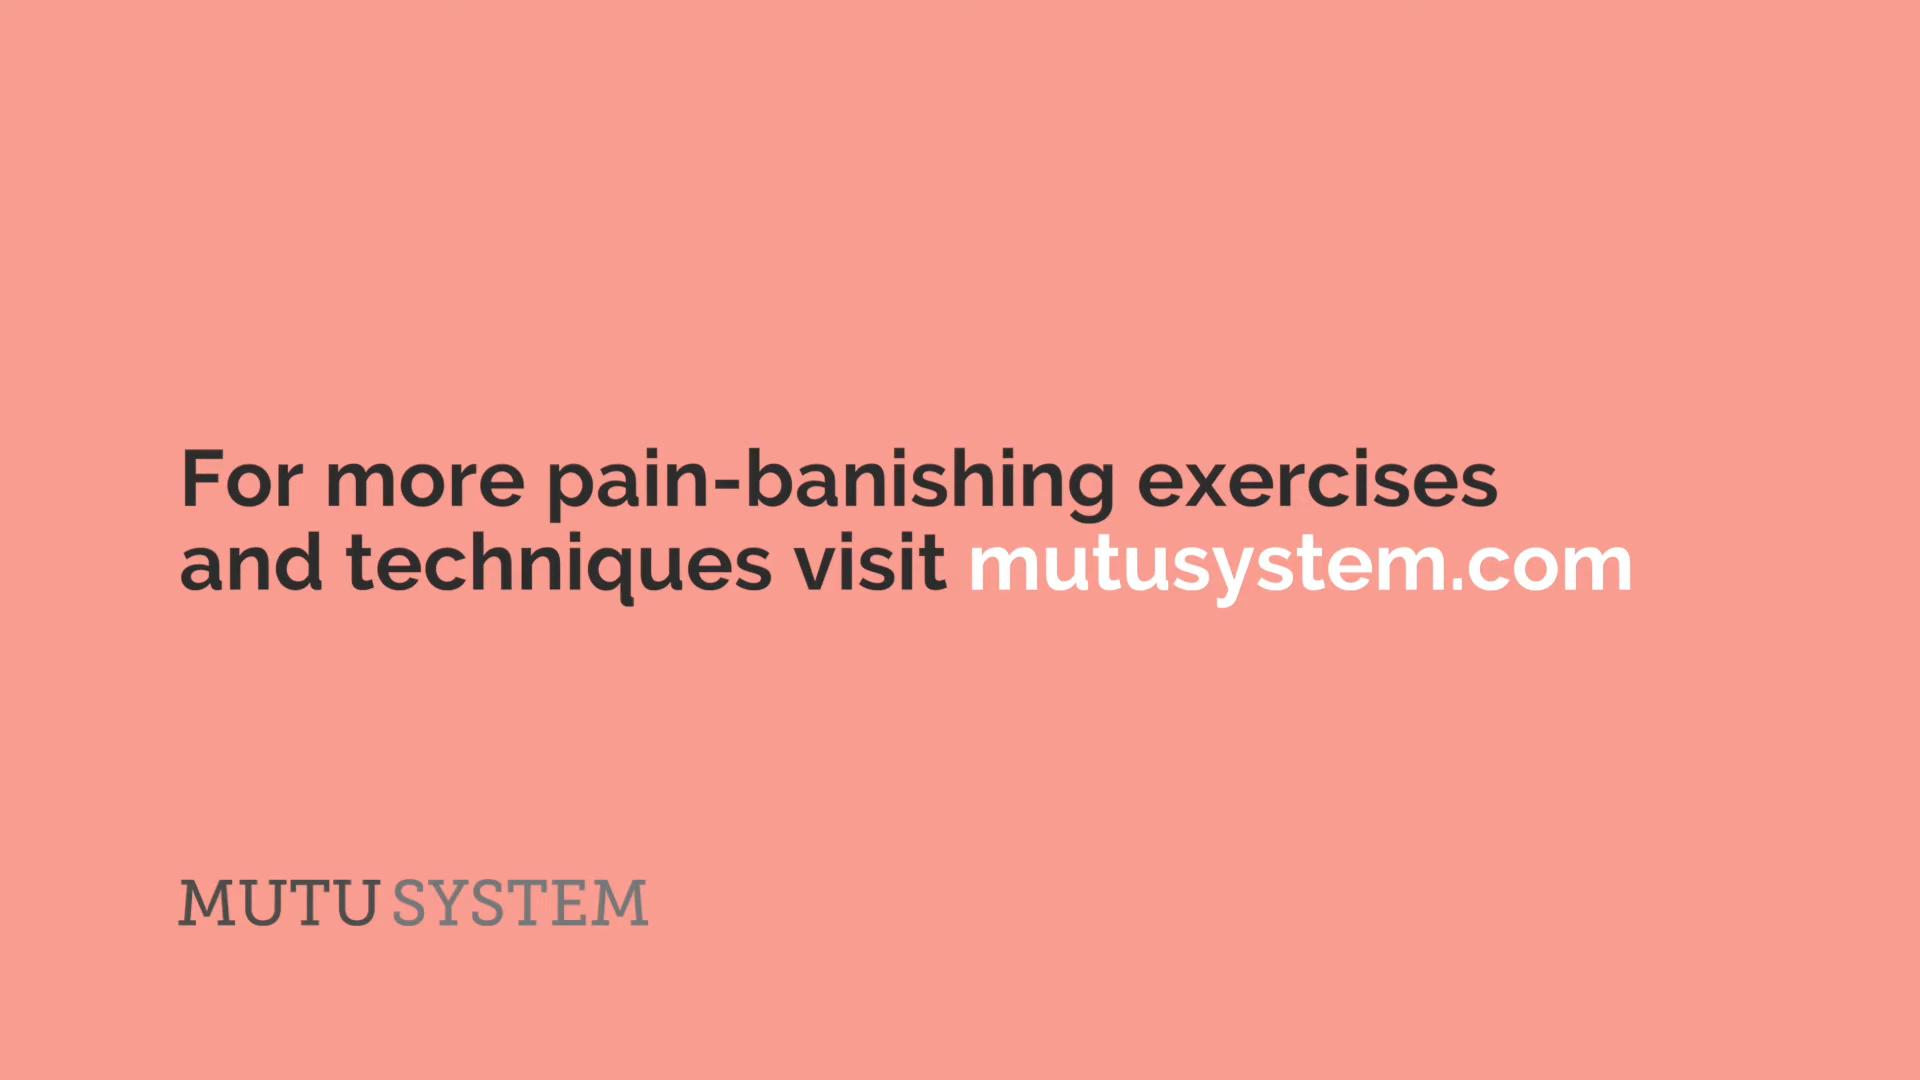 For more pain-banishing exercises
and techniques visit mutusystem.com
MUTU SYSTEM